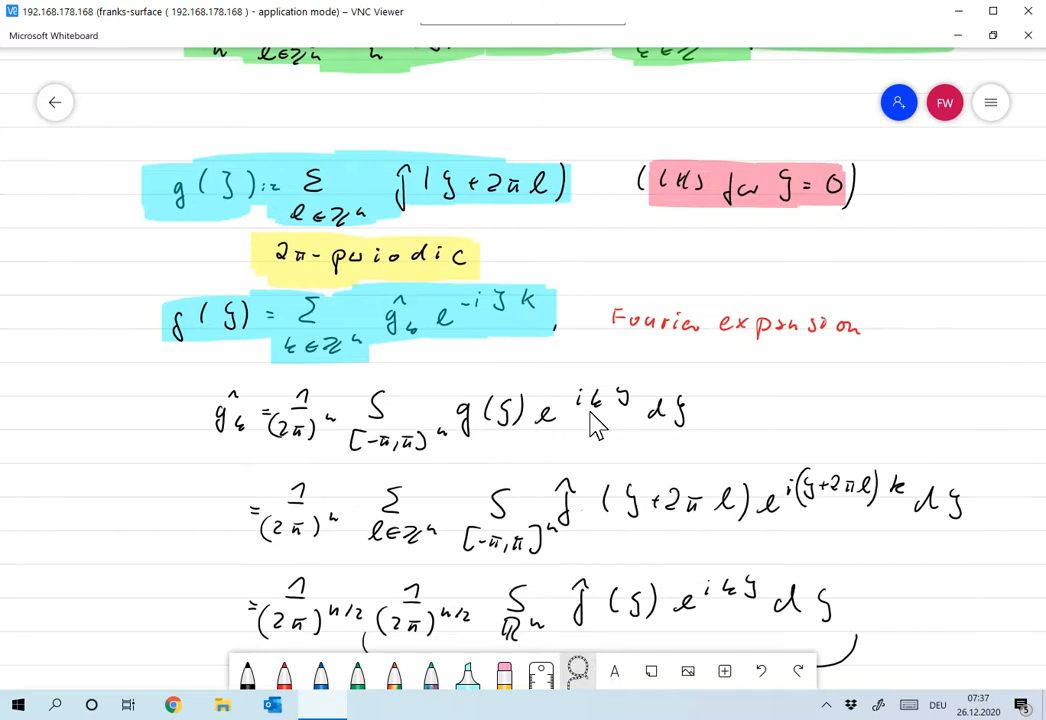 192.168.178.168 (franks-surface ( 192.168.178.168 ) - application mode) – VNC Viewer
Microsoft Whiteboard
n l∈ℤⁿ n k∈ℤⁿ
FW
g(ξ) := Σ_{l∈ℤⁿ} f̂(ξ+2πl) (LHS for ξ=0)
2π-periodic
g(ξ) = Σ_{k∈ℤⁿ} ĝ_k e^{-iξk}, Fourier expansion
ĝ_k = 1/(2π)ⁿ ∫_{[-π,π]ⁿ} g(ξ) e^{ikξ} dξ
= 1/(2π)ⁿ Σ_{l∈ℤⁿ} ∫_{[-π,π]ⁿ} f̂(ξ+2πl) e^{i(ξ+2πl)k} dξ
= 1/(2π)^{n/2} (1/(2π)^{n/2} ∫_{ℝⁿ} f̂(ξ) e^{ikξ} dξ
A
DEU
07:37
26.12.2020
5